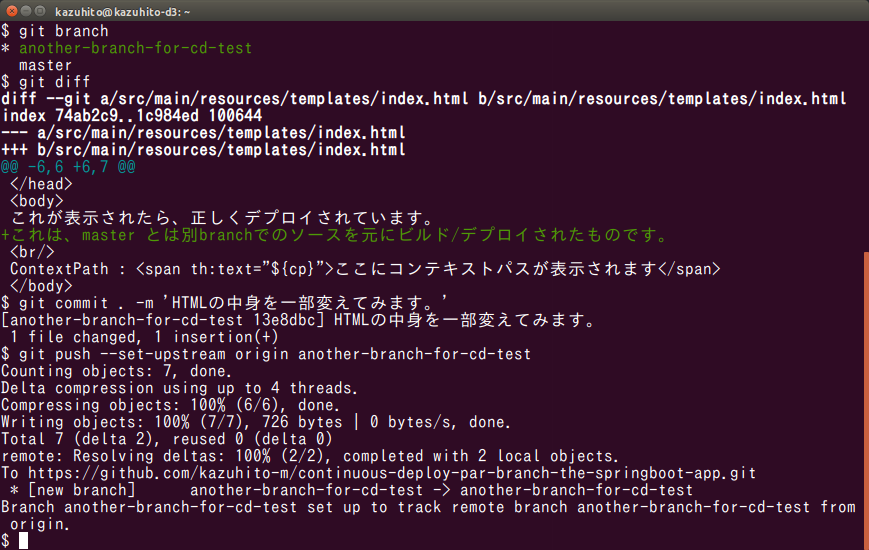 kazuhito@kazuhito-d3: ~
$ git branch
* another-branch-for-cd-test
  master
$ git diff
diff --git a/src/main/resources/templates/index.html b/src/main/resources/templates/index.html
index 74ab2c9..1c984ed 100644
--- a/src/main/resources/templates/index.html
+++ b/src/main/resources/templates/index.html
@@ -6,6 +6,7 @@
 </head>
 <body>
 これが表示されたら、正しくデプロイされています。
+これは、master とは別branchでのソースを元にビルド/デプロイされたものです。
 <br/>
 ContextPath : <span th:text="${cp}">ここにコンテキストパスが表示されます</span>
 </body>
$ git commit . -m 'HTMLの中身を一部変えてみます。'
[another-branch-for-cd-test 13e8dbc] HTMLの中身を一部変えてみます。
 1 file changed, 1 insertion(+)
$ git push --set-upstream origin another-branch-for-cd-test
Counting objects: 7, done.
Delta compression using up to 4 threads.
Compressing objects: 100% (6/6), done.
Writing objects: 100% (7/7), 726 bytes | 0 bytes/s, done.
Total 7 (delta 2), reused 0 (delta 0)
remote: Resolving deltas: 100% (2/2), completed with 2 local objects.
To https://github.com/kazuhito-m/continuous-deploy-par-branch-the-springboot-app.git
 * [new branch]      another-branch-for-cd-test -> another-branch-for-cd-test
Branch another-branch-for-cd-test set up to track remote branch another-branch-for-cd-test from
 origin.
$